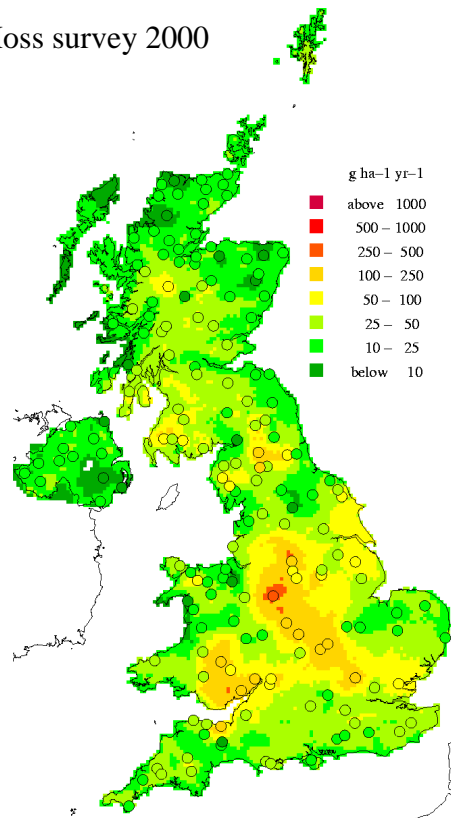 oss survey 2000
g ha–1 yr–1
above 1000
500 – 1000
250 – 500
100 – 250
50 – 100
25 – 50
10 – 25
below 10